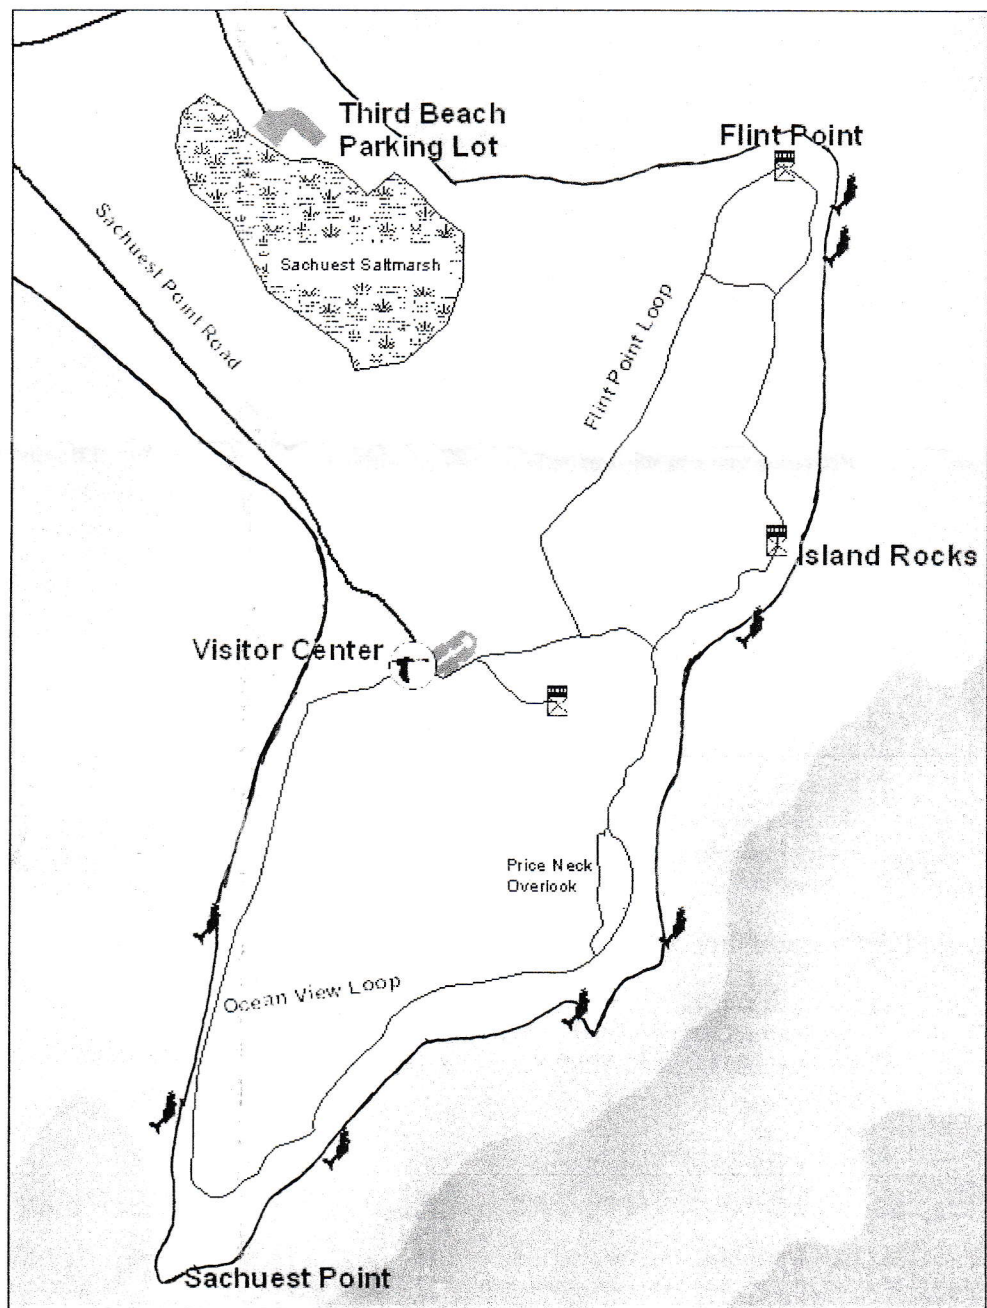 Third Beach
Parking Lot
Flint Point
Sachuest Point Road
Sachuest Saltmarsh
Flint Point Loop
Island Rocks
Visitor Center
Price Neck
Overlook
Ocean View Loop
Sachuest Point